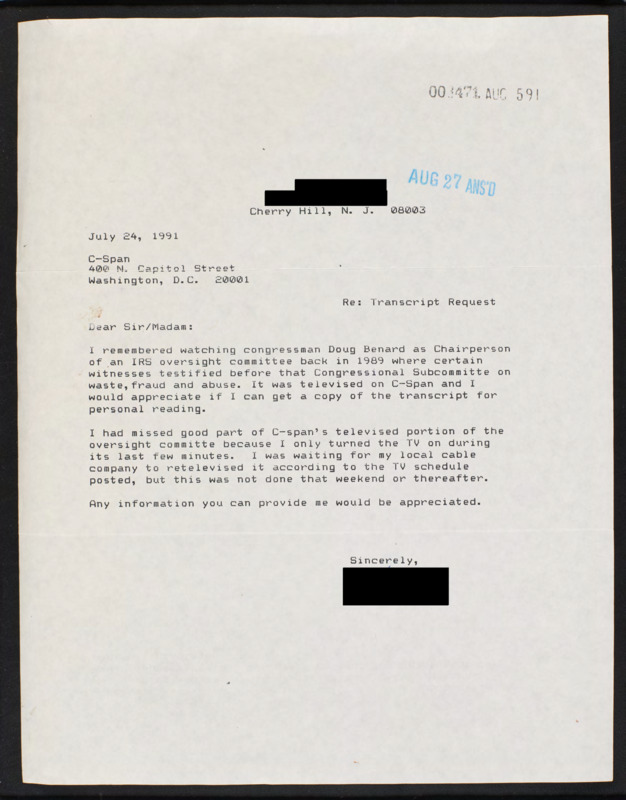 AUG 591
AUG 27 ANS'D
Cherry Hill, N. J. 08003
July 24, 1991
C-Span
400 N. Capitol Street
Washington, D.C. 20001
Re: Transcript Request
Dear Sir/Madam:
I remembered watching congressman Doug Benard as Chairperson
of an IRS oversight committee back in 1989 where certain
witnesses testified before that Congressional Subcommitte on
waste,fraud and abuse. It was televised on C-Span and I
would appreciate if I can get a copy of the transcript for
personal reading.
I had missed good part of C-span's televised portion of the
oversight committe because I only turned the TV on during
its last few minutes. I was waiting for my local cable
company to retelevised it according to the TV schedule
posted, but this was not done that weekend or thereafter.
Any information you can provide me would be appreciated.
Sincerely,